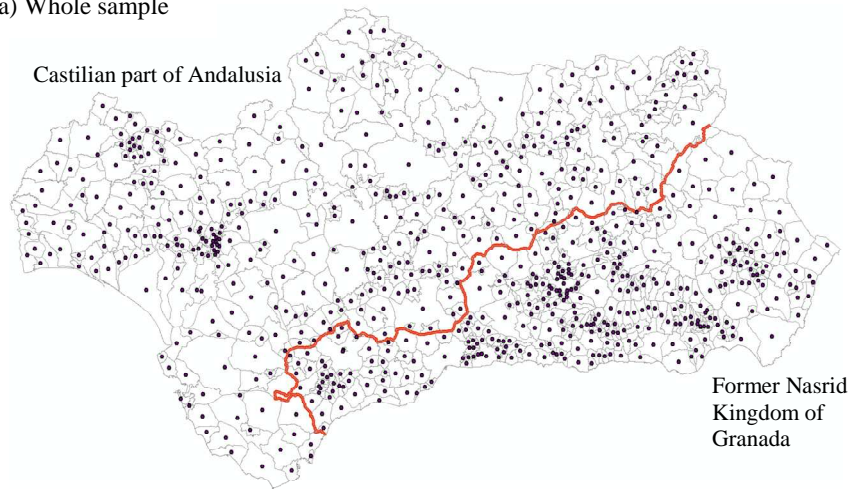 a) Whole sample
Castilian part of Andalusia
Former Nasrid
Kingdom of
Granada